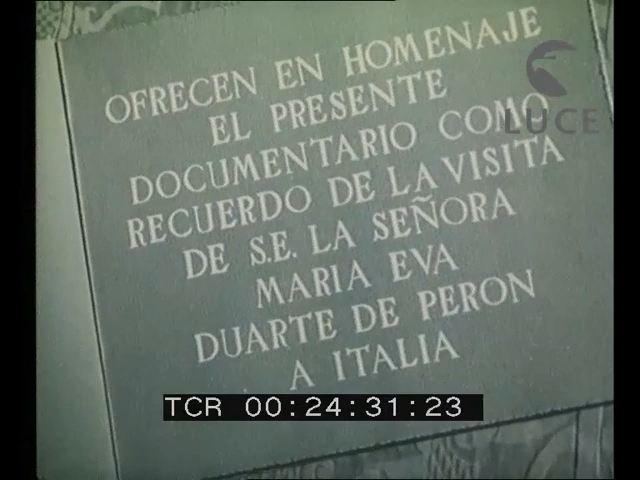 OFRECEN EN HOMENAJE
EL PRESENTE
DOCUMENTARIO COMO
RECUERDO DE LA VISITA
DE S.E. LA SEÑORA
MARIA EVA
DUARTE DE PERON
A ITALIA
LUCE
TCR 00:24:31:23